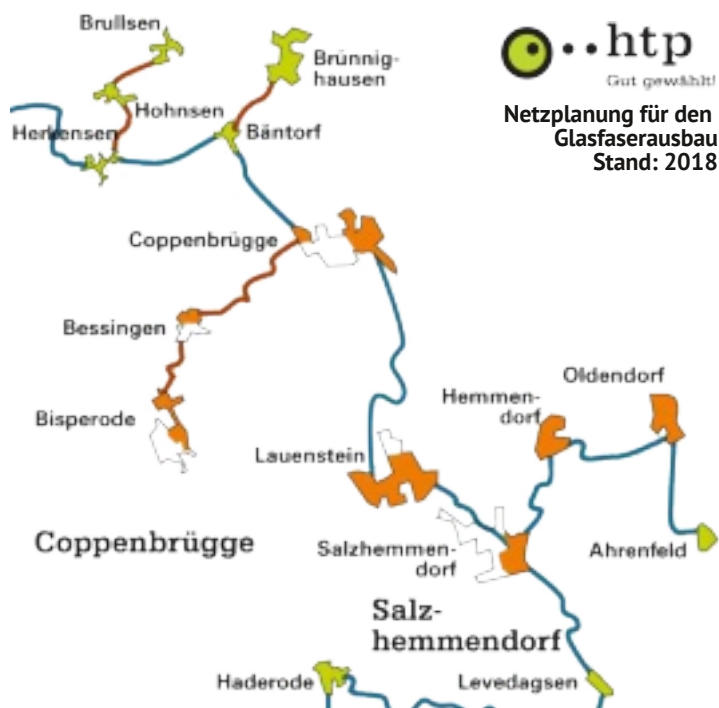 Brullsen
Brünnig-
hausen
htp
Gut gewählt!
Netzplanung für den
Glasfaserausbau
Stand: 2018
Hohnsen
Herkensen
Bäntorf
Coppenbrügge
Bessingen
Bisperode
Oldendorf
Hemmen-
dorf
Lauenstein
Coppenbrügge
Salzhemmen-
dorf
Ahrenfeld
Salz-
hemmendorf
Haderode
Levedagsen